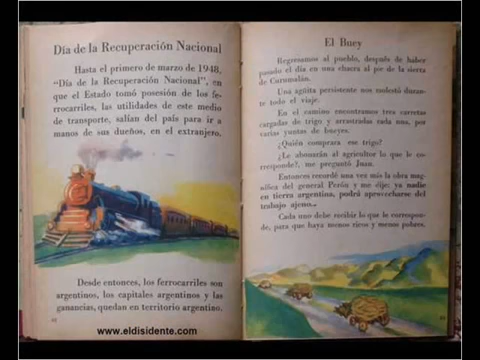 Día de la Recuperación Nacional
Hasta el primero de marzo de 1948,
"Día de la Recuperación Nacional", en
que el Estado tomó posesión de los fe-
rrocarriles, las utilidades de este medio
de transporte, salían del país para ir a
manos de sus dueños, en el extranjero.
Desde entonces, los ferrocarriles son
argentinos, los capitales argentinos y las
ganancias, quedan en territorio argentino.
www.eldisidente.com
El Buey
Regresamos al pueblo, después de haber
pasado el día en una chacra al pie de la sierra
de Curumalán.
Una agüita persistente nos molestó duran-
te todo el viaje.
En el camino encontramos tres carretas
cargadas de trigo y arrastradas cada una, por
varias yuntas de bueyes.
¿Quién comprara ese trigo?
¿Le abonarán al agricultor lo que le co-
rresponde?, me preguntó Juan.
Entonces recordé una vez más la obra mag-
nífica del general Perón y me dije: ya nadie
en tierra argentina, podrá aprovecharse del
trabajo ajeno...
Cada uno debe recibir lo que le correspon-
de, para que haya menos ricos y menos pobres.